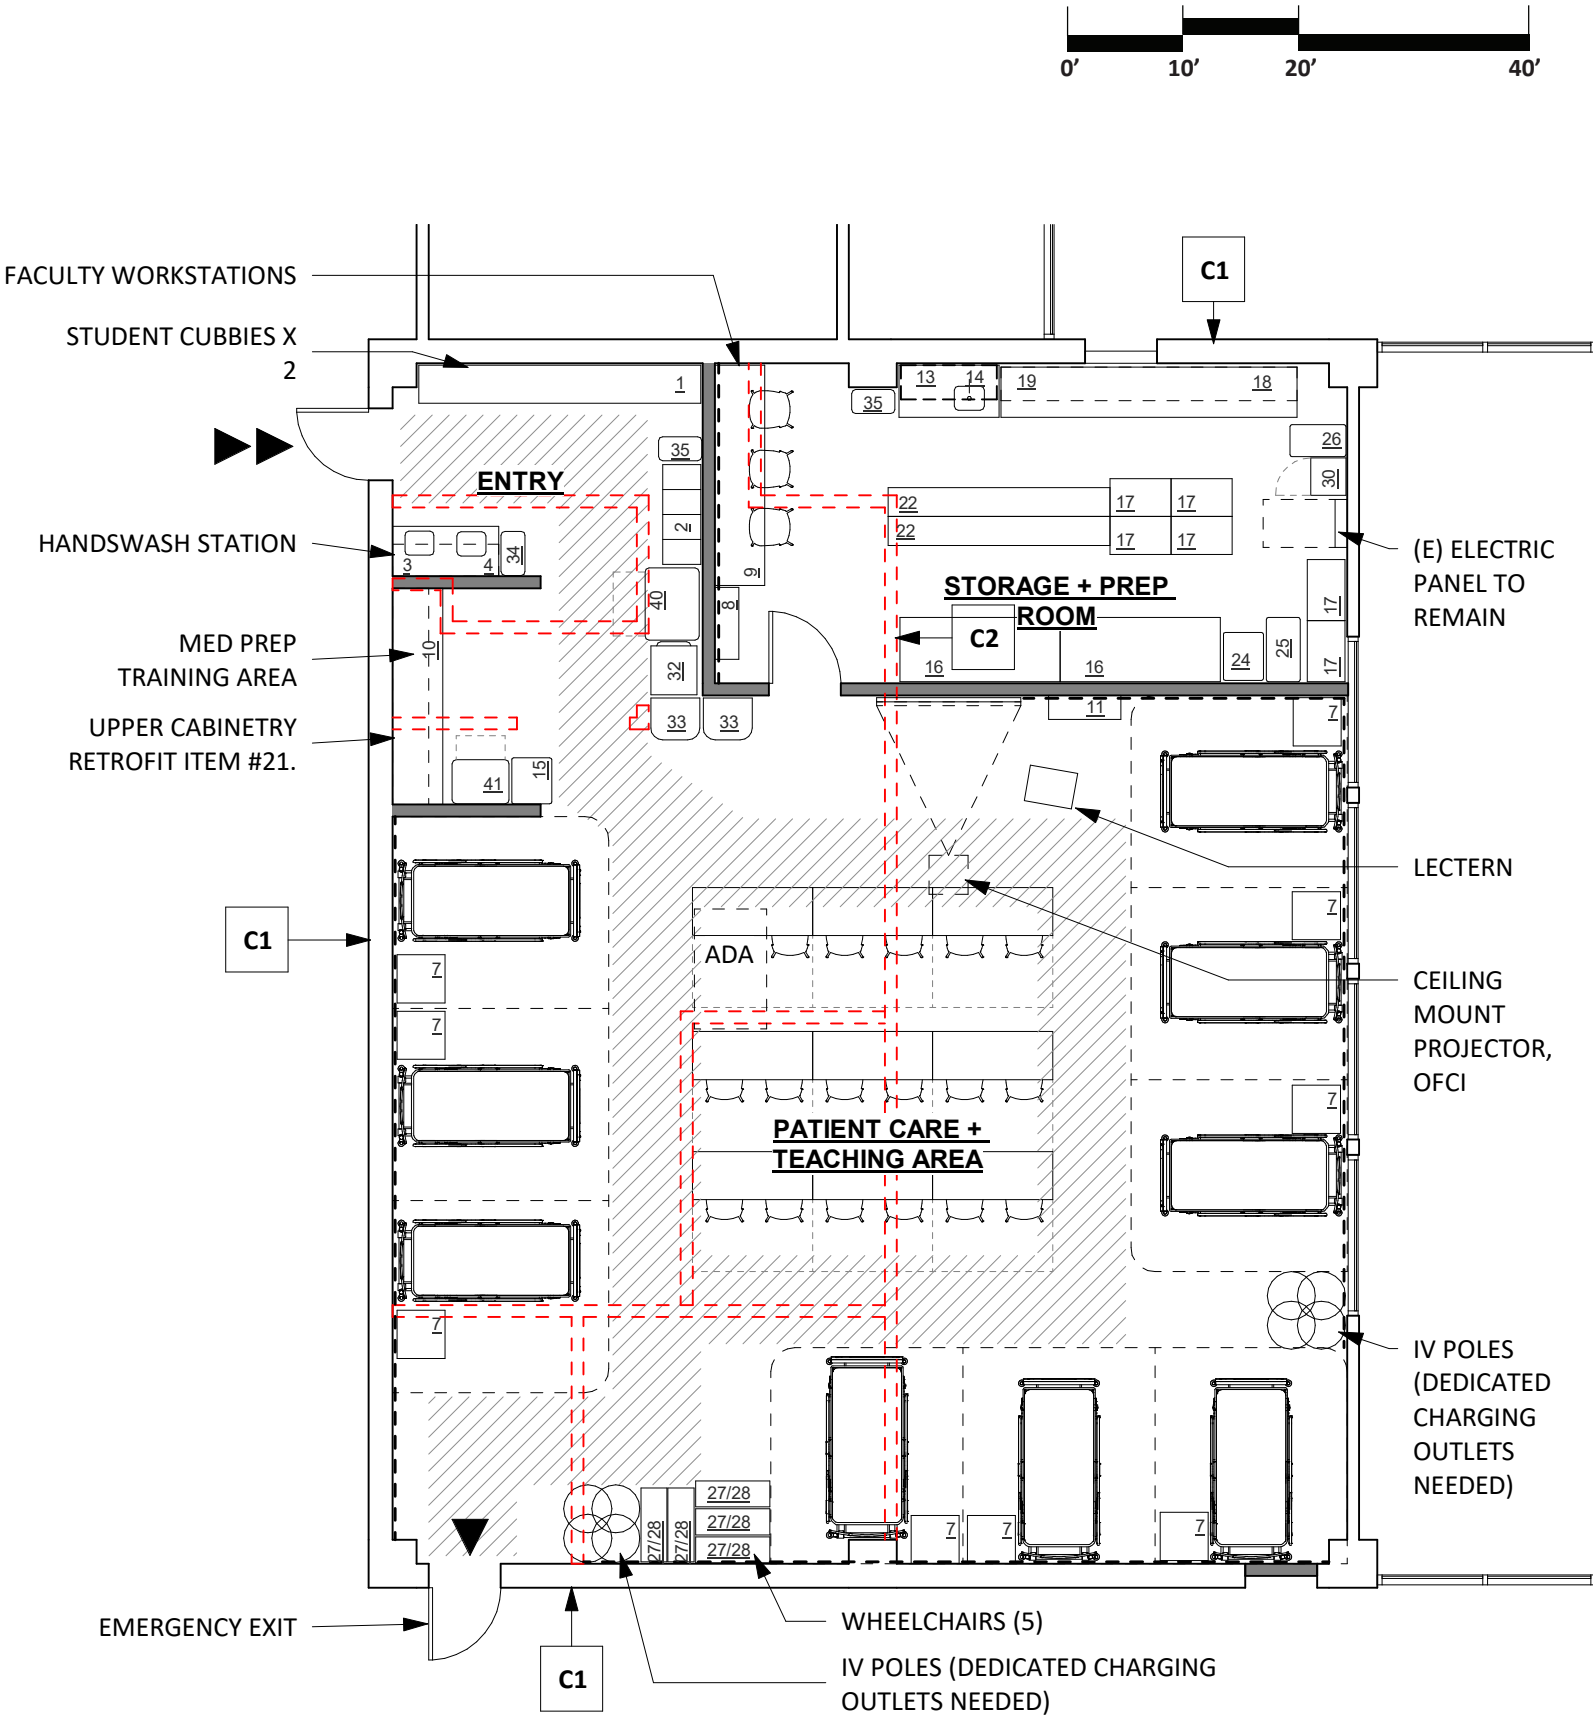 0’ 10’ 20’ 40’
C1
FACULTY WORKSTATIONS
STUDENT CUBBIES X
2
1
13 14 19 18
35
35
26
30
ENTRY
2
22 17 17
22 17 17
HANDSWASH STATION
3 4 34
(E) ELECTRIC
PANEL TO
REMAIN
9
8
40
STORAGE + PREP
ROOM
17
17
C2
16 16 24 25
MED PREP
TRAINING AREA
10
32
33 33
UPPER CABINETRY
RETROFIT ITEM #21.
41 15
11
7
LECTERN
7
C1
ADA
7
7
CEILING
MOUNT
PROJECTOR,
OFCI
7
PATIENT CARE +
TEACHING AREA
7
IV POLES
(DEDICATED
CHARGING
OUTLETS
NEEDED)
27/28
27/28
27/28
27/28
27/28
7 7 7
EMERGENCY EXIT
WHEELCHAIRS (5)
C1
IV POLES (DEDICATED CHARGING
OUTLETS NEEDED)